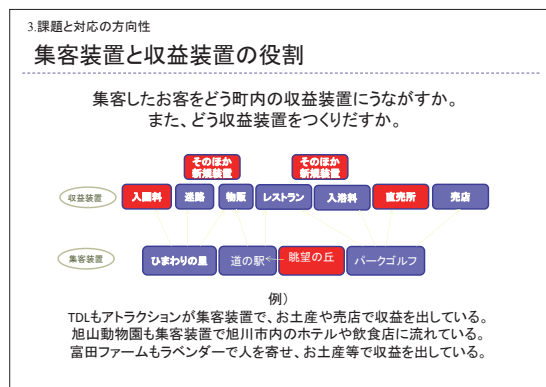 3.課題と対応の方向性
集客装置と収益装置の役割
集客したお客をどう町内の収益装置にうながすか。
また、どう収益装置をつくりだすか。
そのほか
新規装置
そのほか
新規装置
収益装置
入園料
迷路
物販
レストラン
入浴料
直売所
売店
集客装置
ひまわりの里
道の駅
眺望の丘
パークゴルフ
例)
TDLもアトラクションが集客装置で、お土産や売店で収益を出している。
旭山動物園も集客装置で旭川市内のホテルや飲食店に流れている。
富田ファームもラベンダーで人を寄せ、お土産等で収益を出している。